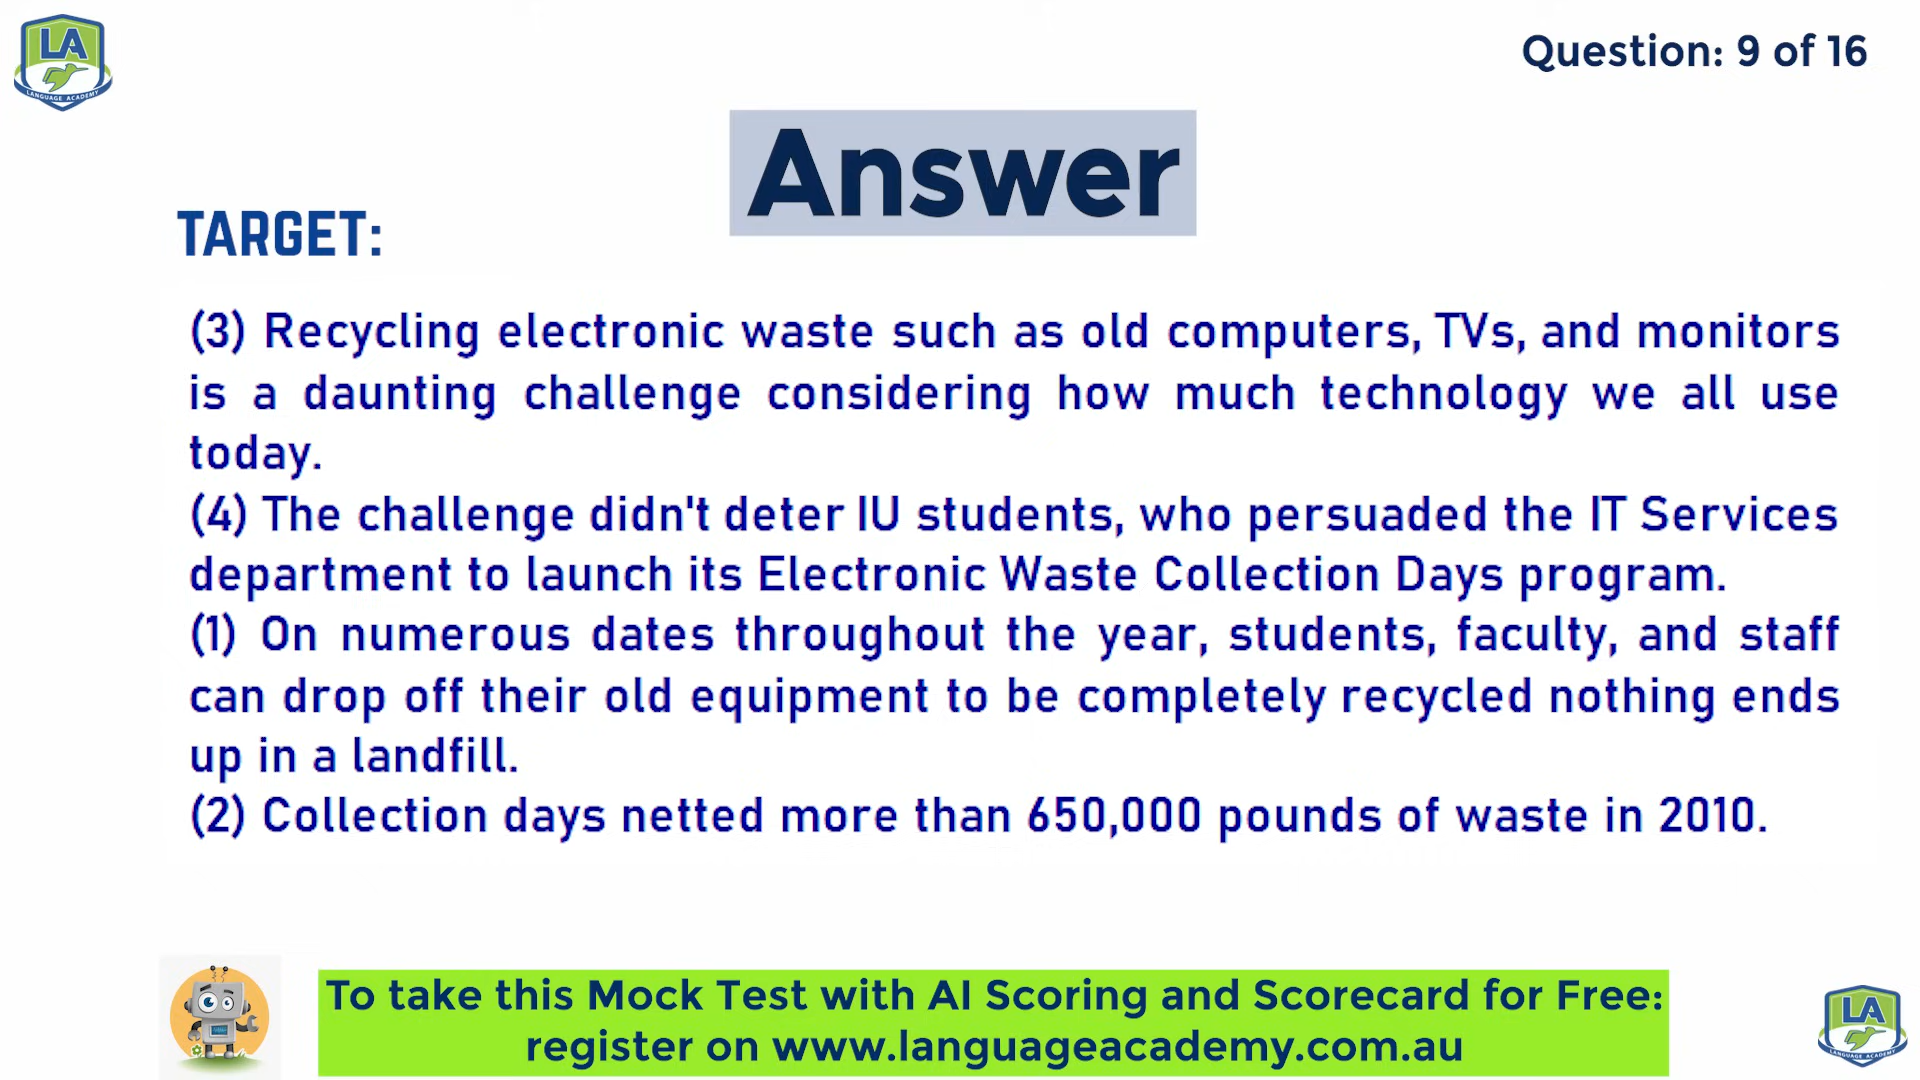 LA
LANGUAGE ACADEMY
Question: 9 of 16
Answer
TARGET:
(3) Recycling electronic waste such as old computers, TVs, and monitors
is a daunting challenge considering how much technology we all use
today.
(4) The challenge didn't deter IU students, who persuaded the IT Services
department to launch its Electronic Waste Collection Days program.
(1) On numerous dates throughout the year, students, faculty, and staff
can drop off their old equipment to be completely recycled nothing ends
up in a landfill.
(2) Collection days netted more than 650,000 pounds of waste in 2010.
To take this Mock Test with AI Scoring and Scorecard for Free:
register on www.languageacademy.com.au
LA
LANGUAGE ACADEMY